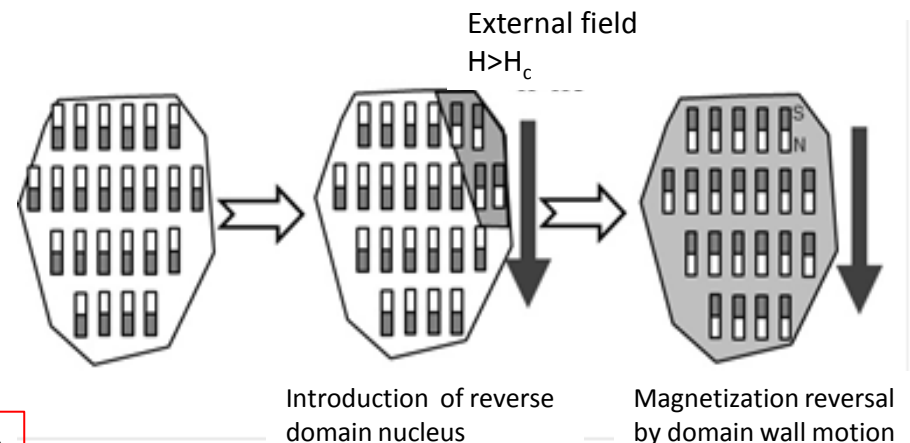 External field
H>Hc
S
N
Introduction of reverse
domain nucleus
Magnetization reversal
by domain wall motion